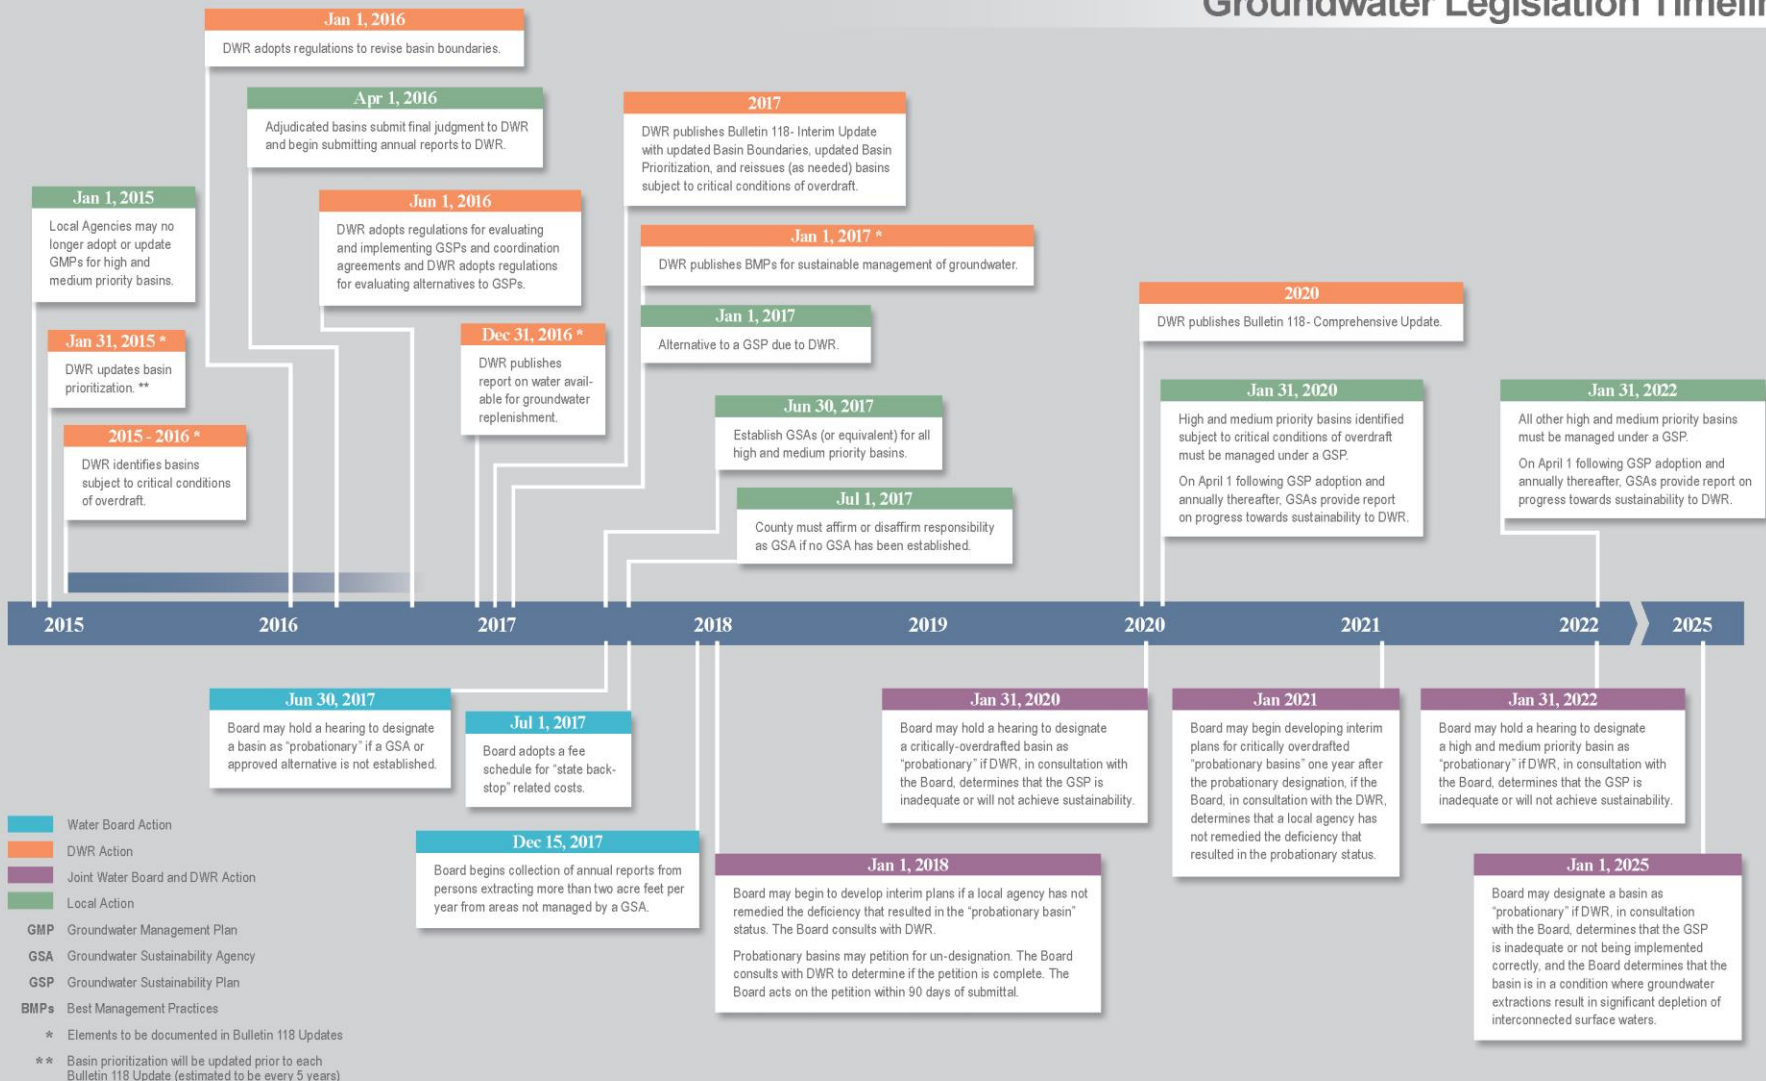 Groundwater Legislation Timelin
Jan 1, 2016
DWR adopts regulations to revise basin boundaries.
Apr 1, 2016
Adjudicated basins submit final judgment to DWR
and begin submitting annual reports to DWR.
2017
DWR publishes Bulletin 118- Interim Update
with updated Basin Boundaries, updated Basin
Prioritization, and reissues (as needed) basins
subject to critical conditions of overdraft.
Jan 1, 2015
Local Agencies may no
longer adopt or update
GMPs for high and
medium priority basins.
Jun 1, 2016
DWR adopts regulations for evaluating
and implementing GSPs and coordination
agreements and DWR adopts regulations
for evaluating alternatives to GSPs.
Jan 1, 2017 *
DWR publishes BMPs for sustainable management of groundwater.
2020
DWR publishes Bulletin 118- Comprehensive Update.
Jan 1, 2017
Alternative to a GSP due to DWR.
Jan 31, 2015 *
DWR updates basin
prioritization. **
Dec 31, 2016 *
DWR publishes
report on water avail-
able for groundwater
replenishment.
Jun 30, 2017
Establish GSAs (or equivalent) for all
high and medium priority basins.
Jan 31, 2020
High and medium priority basins identified
subject to critical conditions of overdraft
must be managed under a GSP.
On April 1 following GSP adoption and
annually thereafter, GSAs provide report
on progress towards sustainability to DWR.
Jan 31, 2022
All other high and medium priority basins
must be managed under a GSP.
On April 1 following GSP adoption and
annually thereafter, GSAs provide report on
progress towards sustainability to DWR.
2015 - 2016 *
DWR identifies basins
subject to critical conditions
of overdraft.
Jul 1, 2017
County must affirm or disaffirm responsibility
as GSA if no GSA has been established.
2015 2016 2017 2018 2019 2020 2021 2022 2025
Jun 30, 2017
Board may hold a hearing to designate
a basin as “probationary” if a GSA or
approved alternative is not established.
Jul 1, 2017
Board adopts a fee
schedule for “state back-
stop” related costs.
Jan 31, 2020
Board may hold a hearing to designate
a critically-overdrafted basin as
“probationary” if DWR, in consultation with
the Board, determines that the GSP is
inadequate or will not achieve sustainability.
Jan 2021
Board may begin developing interim
plans for critically overdrafted
“probationary basins” one year after
the probationary designation, if the
Board, in consultation with the DWR,
determines that a local agency has
not remedied the deficiency that
resulted in the probationary status.
Jan 31, 2022
Board may hold a hearing to designate
a high and medium priority basin as
“probationary” if DWR, in consultation with
the Board, determines that the GSP is
inadequate or will not achieve sustainability.
Dec 15, 2017
Board begins collection of annual reports from
persons extracting more than two acre feet per
year from areas not managed by a GSA.
Jan 1, 2018
Board may begin to develop interim plans if a local agency has not
remedied the deficiency that resulted in the “probationary basin”
status. The Board consults with DWR.
Probationary basins may petition for un-designation. The Board
consults with DWR to determine if the petition is complete. The
Board acts on the petition within 90 days of submittal.
Jan 1, 2025
Board may designate a basin as
“probationary” if DWR, in consultation
with the Board, determines that the GSP
is inadequate or not being implemented
correctly, and the Board determines that the
basin is in a condition where groundwater
extractions result in significant depletion of
interconnected surface waters.
Water Board Action
DWR Action
Joint Water Board and DWR Action
Local Action
GMP Groundwater Management Plan
GSA Groundwater Sustainability Agency
GSP Groundwater Sustainability Plan
BMPs Best Management Practices
* Elements to be documented in Bulletin 118 Updates
** Basin prioritization will be updated prior to each
Bulletin 118 Update (estimated to be every 5 years)